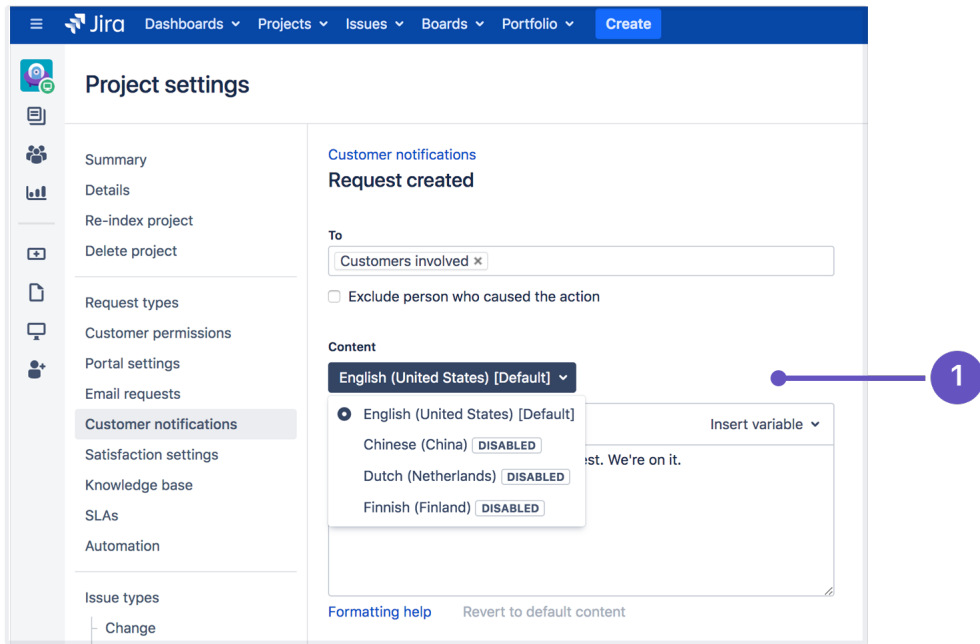 Jira Dashboards Projects Issues Boards Portfolio Create
Project settings
Summary
Details
Re-index project
Delete project
Request types
Customer permissions
Portal settings
Email requests
Customer notifications
Satisfaction settings
Knowledge base
SLAs
Automation
Issue types
Change
Customer notifications
Request created
To
Customers involved ×
Exclude person who caused the action
Content
English (United States) [Default]
English (United States) [Default]
Chinese (China) DISABLED
Dutch (Netherlands) DISABLED
Finnish (Finland) DISABLED
Insert variable
We're on it.
Formatting help Revert to default content
1